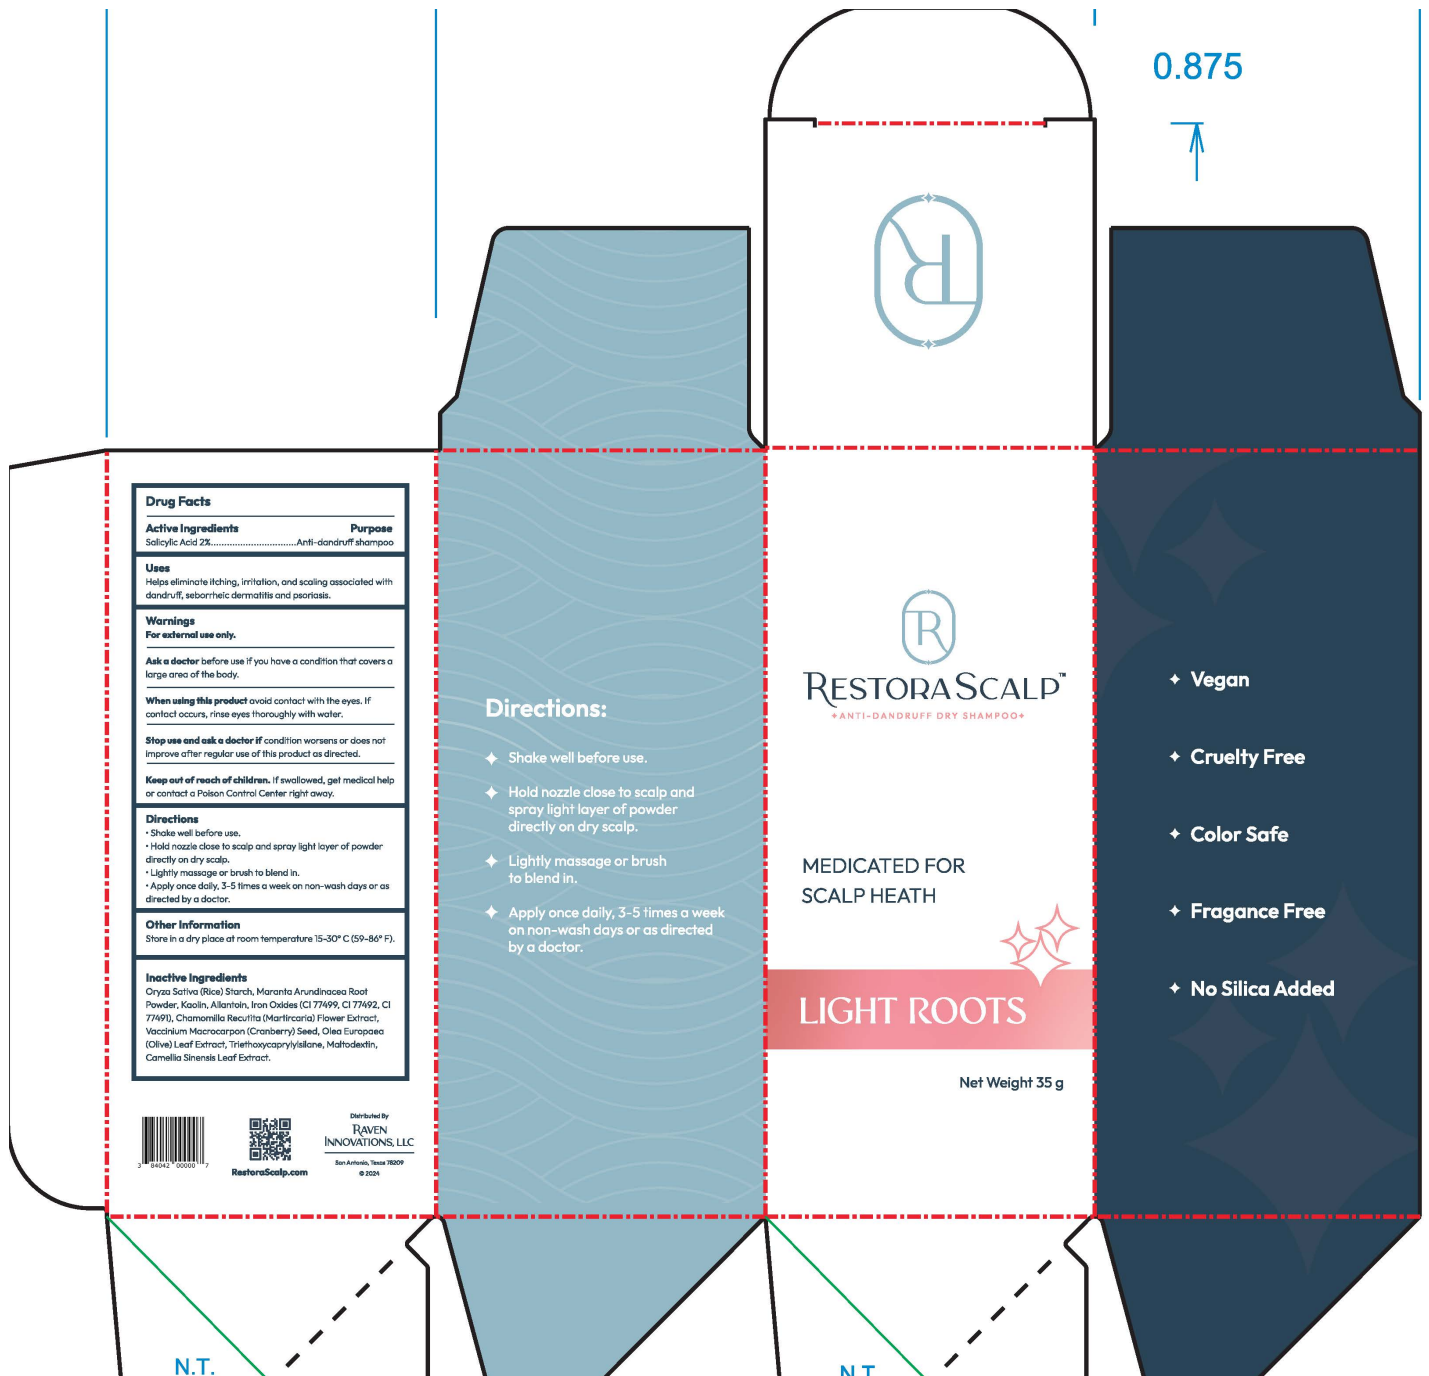 0.875
R
Drug Facts
Active Ingredients Purpose
Salicylic Acid 2%................................Anti-dandruff shampoo
Uses
Helps eliminate itching, irritation, and scaling associated with
dandruff, seborrheic dermatitis and psoriasis.
Warnings
For external use only.
Ask a doctor before use if you have a condition that covers a
large area of the body.
When using this product avoid contact with the eyes. If
contact occurs, rinse eyes thoroughly with water.
Stop use and ask a doctor if condition worsens or does not
improve after regular use of this product as directed.
Keep out of reach of children. If swallowed, get medical help
or contact a Poison Control Center right away.
Directions
• Shake well before use.
• Hold nozzle close to scalp and spray light layer of powder
directly on dry scalp.
• Lightly massage or brush to blend in.
• Apply once daily, 3-5 times a week on non-wash days or as
directed by a doctor.
Other Information
Store in a dry place at room temperature 15-30° C (59-86° F).
Inactive Ingredients
Oryza Sativa (Rice) Starch, Maranta Arundinacea Root
Powder, Kaolin, Allantoin, Iron Oxides (CI 77499, CI 77492, CI
77491), Chamomilla Recutita (Martircaria) Flower Extract,
Vaccinium Macrocarpon (Cranberry) Seed, Olea Europaea
(Olive) Leaf Extract, Triethoxycaprylylsilane, Maltodextin,
Camellia Sinensis Leaf Extract.
3 84042 00000 7
RestoraScalp.com
Distributed By
RAVEN
INNOVATIONS, LLC
San Antonio, Texas 78209
© 2024
Directions:
Shake well before use.
Hold nozzle close to scalp and
spray light layer of powder
directly on dry scalp.
Lightly massage or brush
to blend in.
Apply once daily, 3-5 times a week
on non-wash days or as directed
by a doctor.
R
RESTORASCALP™
ANTI-DANDRUFF DRY SHAMPOO
MEDICATED FOR
SCALP HEATH
LIGHT ROOTS
Net Weight 35 g
Vegan
Cruelty Free
Color Safe
Fragance Free
No Silica Added
N.T.
N.T.